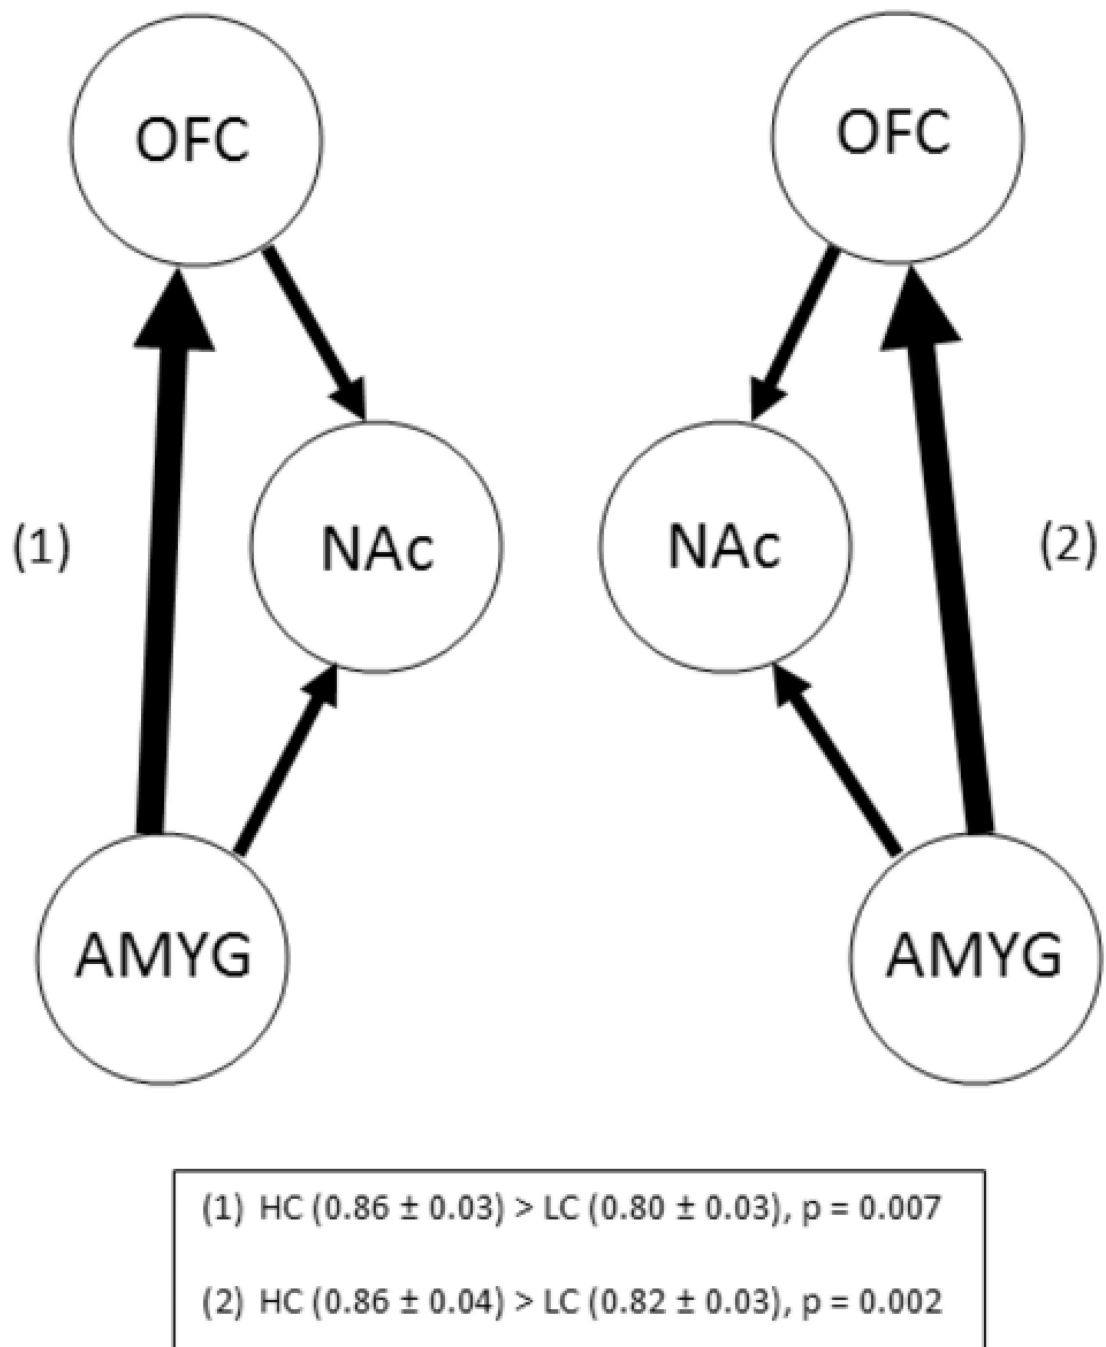 OFC
OFC
(1)
NAc
NAc
(2)
AMYG
AMYG
(1) HC (0.86 ± 0.03) > LC (0.80 ± 0.03), p = 0.007
(2) HC (0.86 ± 0.04) > LC (0.82 ± 0.03), p = 0.002